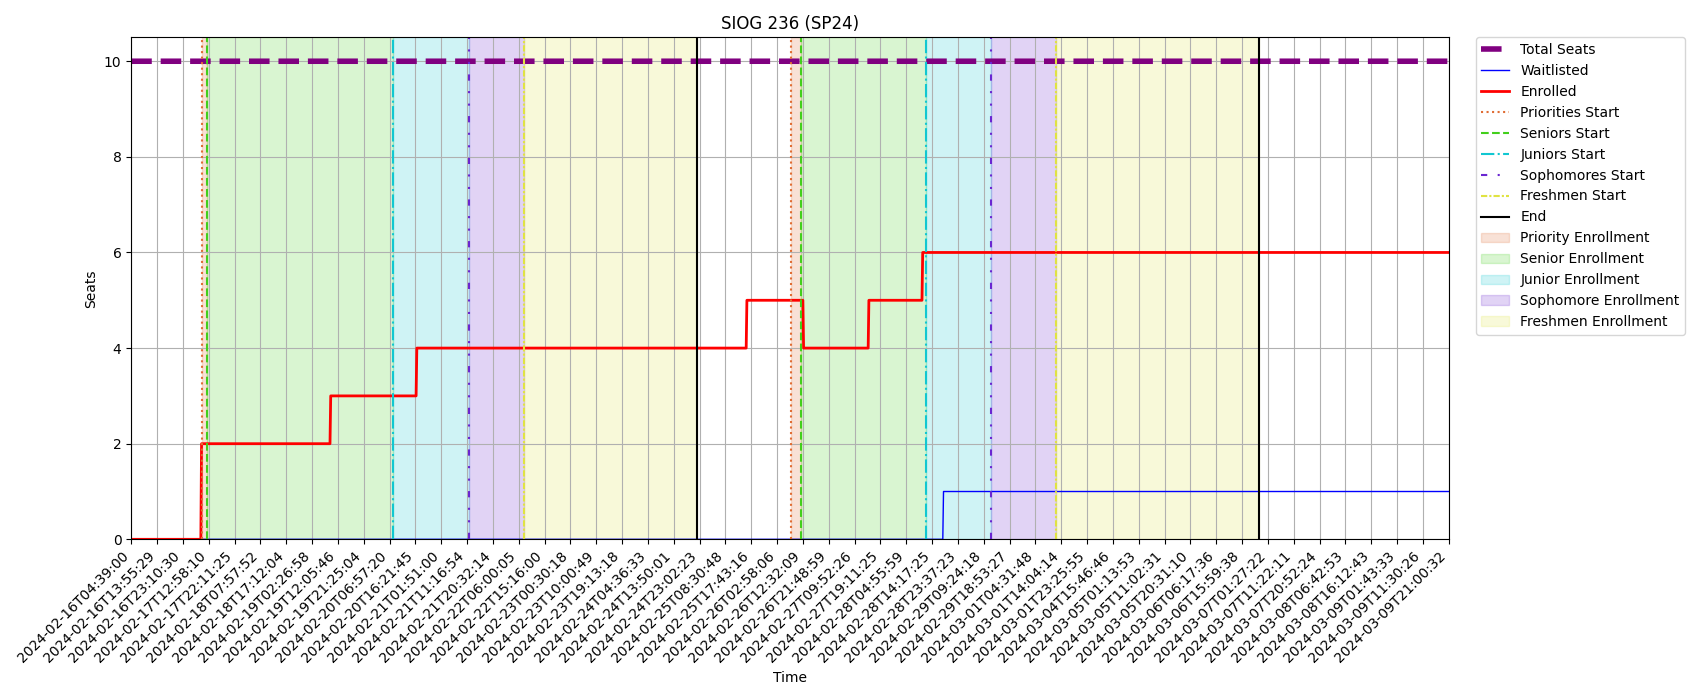 SIOG 236 (SP24)
Total Seats
Waitlisted
Enrolled
Priorities Start
Seniors Start
Juniors Start
Sophomores Start
Freshmen Start
End
Priority Enrollment
Senior Enrollment
Junior Enrollment
Sophomore Enrollment
Freshmen Enrollment
Seats
10
8
6
4
2
0
2024-02-16T04:39:00
2024-02-16T13:55:29
2024-02-16T23:10:30
2024-02-17T12:58:10
2024-02-17T22:11:25
2024-02-18T07:57:52
2024-02-18T17:12:04
2024-02-19T02:26:58
2024-02-19T12:05:46
2024-02-19T21:25:04
2024-02-20T06:57:20
2024-02-20T16:21:45
2024-02-21T01:51:00
2024-02-21T11:16:54
2024-02-21T20:32:14
2024-02-22T06:00:05
2024-02-22T15:16:00
2024-02-23T00:30:18
2024-02-23T10:00:49
2024-02-23T19:13:18
2024-02-24T04:36:33
2024-02-24T13:50:01
2024-02-24T23:02:23
2024-02-25T08:30:48
2024-02-25T17:43:16
2024-02-26T02:58:06
2024-02-26T12:32:09
2024-02-26T21:48:59
2024-02-27T09:52:26
2024-02-27T19:11:25
2024-02-28T04:55:59
2024-02-28T14:17:25
2024-02-28T23:37:23
2024-02-29T09:24:18
2024-02-29T18:53:27
2024-03-01T04:31:48
2024-03-01T14:04:14
2024-03-01T23:25:55
2024-03-04T15:46:46
2024-03-05T01:13:53
2024-03-05T11:02:31
2024-03-05T20:31:10
2024-03-06T06:17:36
2024-03-06T15:59:38
2024-03-07T01:27:22
2024-03-07T11:22:11
2024-03-07T20:52:24
2024-03-08T06:42:53
2024-03-08T16:12:43
2024-03-09T01:43:33
2024-03-09T11:30:26
2024-03-09T21:00:32
Time